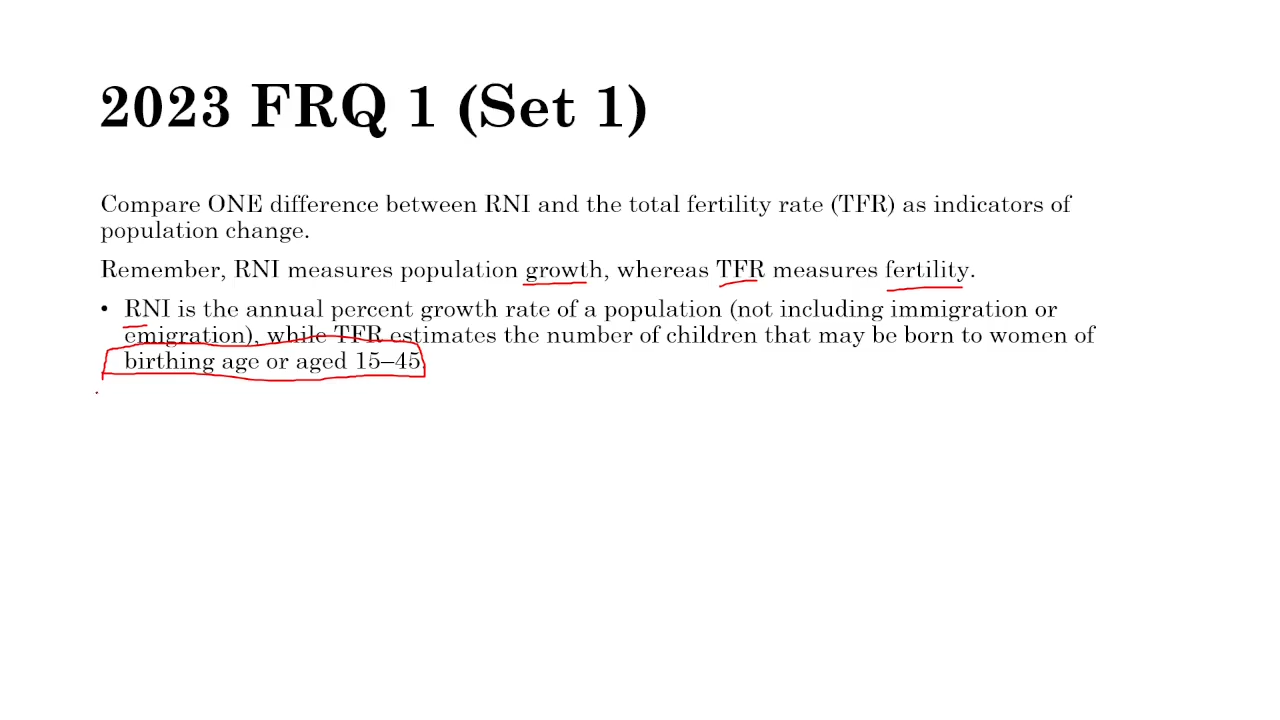 2023 FRQ 1 (Set 1)
Compare ONE difference between RNI and the total fertility rate (TFR) as indicators of
population change.
Remember, RNI measures population growth, whereas TFR measures fertility.
• RNI is the annual percent growth rate of a population (not including immigration or
emigration), while TFR estimates the number of children that may be born to women of
birthing age or aged 15–45